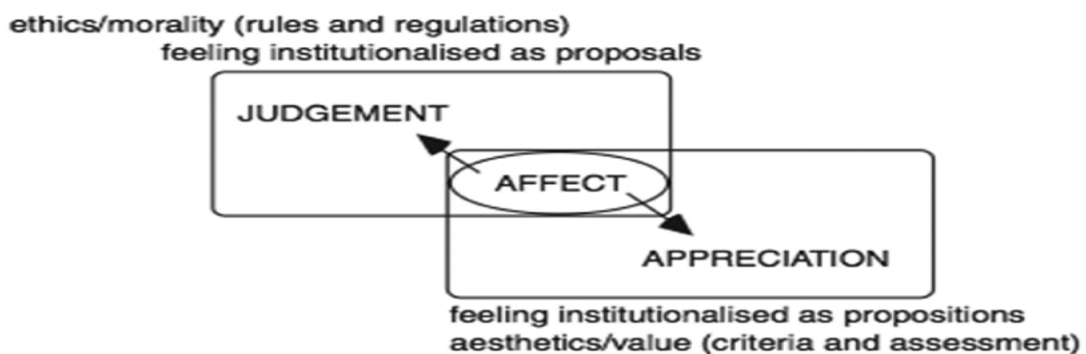 ethics/morality (rules and regulations)
feeling institutionalised as proposals
JUDGEMENT
AFFECT
APPRECIATION
feeling institutionalised as propositions
aesthetics/value (criteria and assessment)